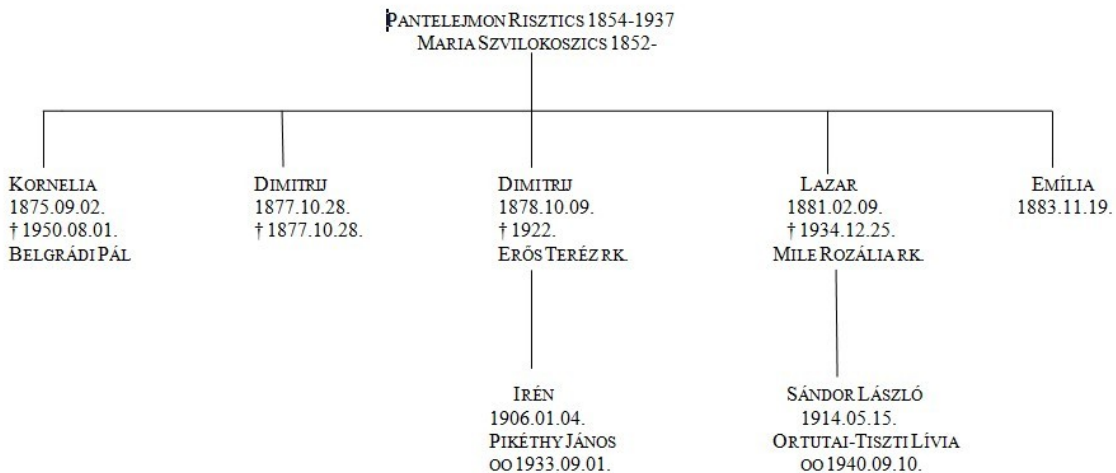 PANTELEJMON RISZTICS 1854-1937
MARIA SZVILOKOSZICS 1852-
KORNELIA
1875.09.02.
† 1950.08.01.
BELGRÁDI PÁL
DIMITRIJ
1877.10.28.
† 1877.10.28.
DIMITRIJ
1878.10.09.
† 1922.
ERŐS TERÉZ RK.
LAZAR
1881.02.09.
† 1934.12.25.
MILE ROZÁLIA RK.
EMÍLIA
1883.11.19.
IRÉN
1906.01.04.
PIKÉTHY JÁNOS
OO 1933.09.01.
SÁNDOR LÁSZLÓ
1914.05.15.
ORTUTAI-TISZTI LÍVIA
OO 1940.09.10.